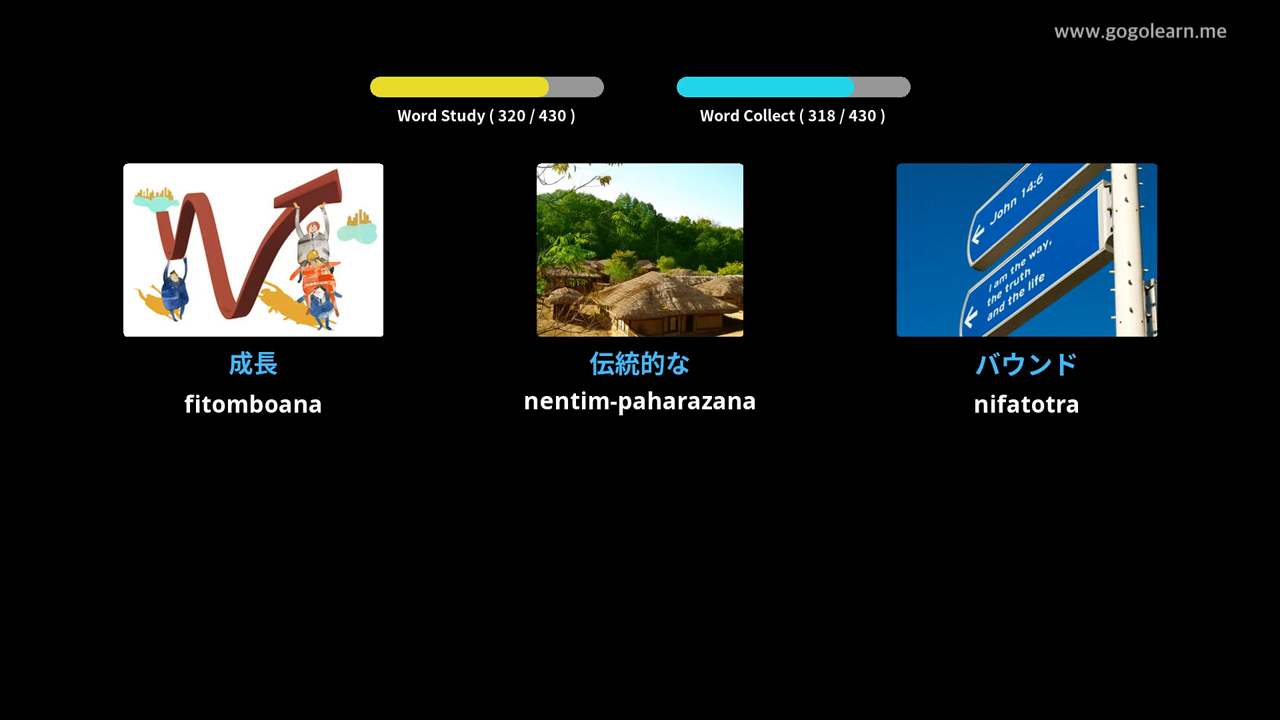 www.gogolearn.me
Word Study ( 320 / 430 )
Word Collect ( 318 / 430 )
John 14:6
I am the way,
the truth
and the life
成長
伝統的な
バウンド
fitomboana
nentim-paharazana
nifatotra